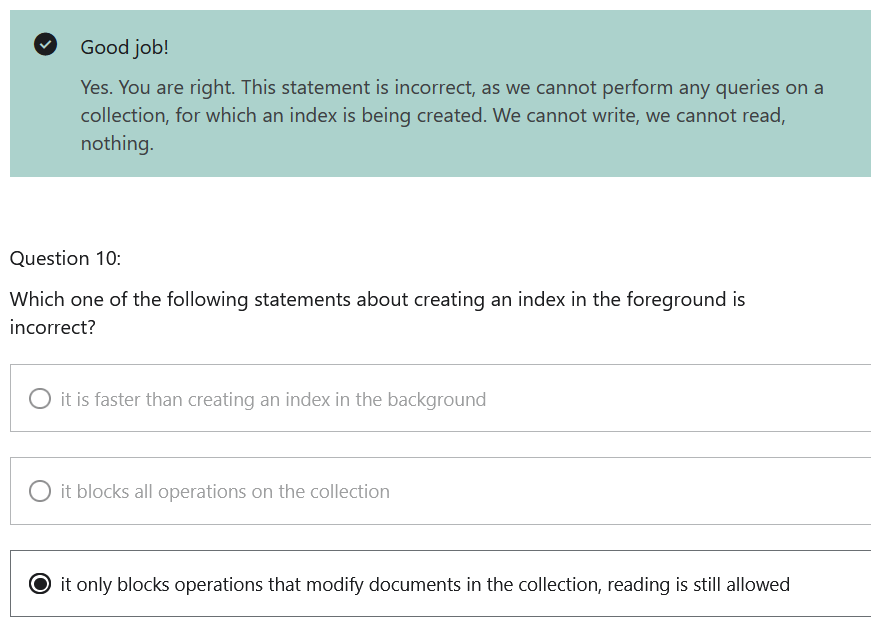 Good job!
Yes. You are right. This statement is incorrect, as we cannot perform any queries on a
collection, for which an index is being created. We cannot write, we cannot read,
nothing.
Question 10:
Which one of the following statements about creating an index in the foreground is
incorrect?
it is faster than creating an index in the background
it blocks all operations on the collection
it only blocks operations that modify documents in the collection, reading is still allowed